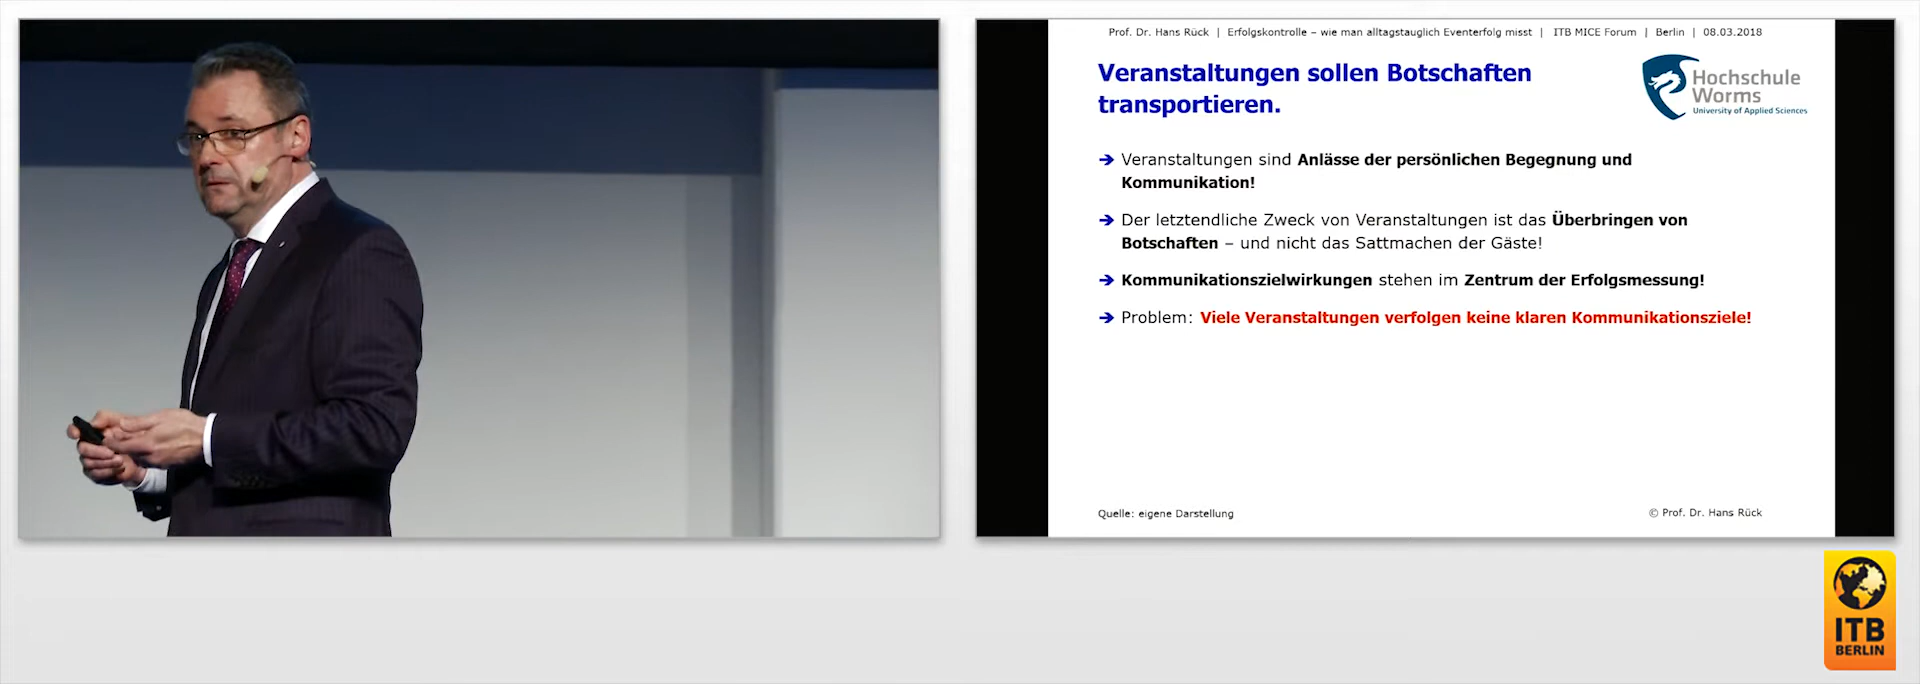 Prof. Dr. Hans Rück | Erfolgskontrolle – wie man alltagstauglich Eventerfolg misst | ITB MICE Forum | Berlin | 08.03.2018
Veranstaltungen sollen Botschaften
transportieren.
Hochschule
Worms
University of Applied Sciences
➔ Veranstaltungen sind Anlässe der persönlichen Begegnung und
Kommunikation!
➔ Der letztendliche Zweck von Veranstaltungen ist das Überbringen von
Botschaften – und nicht das Sattmachen der Gäste!
➔ Kommunikationszielwirkungen stehen im Zentrum der Erfolgsmessung!
➔ Problem: Viele Veranstaltungen verfolgen keine klaren Kommunikationsziele!
Quelle: eigene Darstellung
© Prof. Dr. Hans Rück
ITB
BERLIN